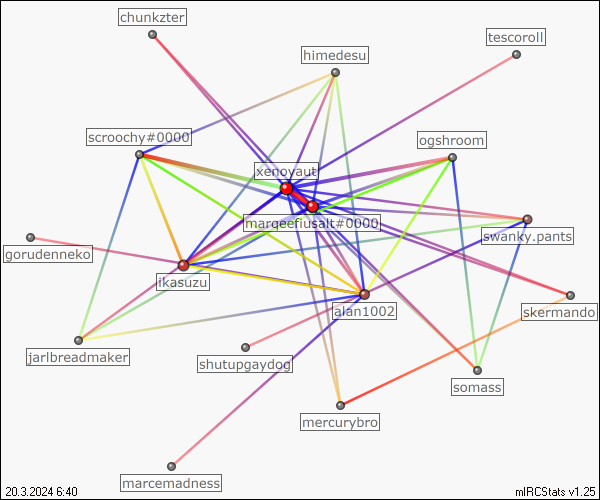 chunkzter
tescoroll
himedesu
scroochy#0000
ogshroom
xenoyaut
margeefiusalt#0000
swanky.pants
gorudenneko
ikasuzu
alan1002
skermando
jarlbreadmaker
shutupgaydog
somass
mercurybro
marcemadness
20.3.2024 6:40
mIRCStats v1.25